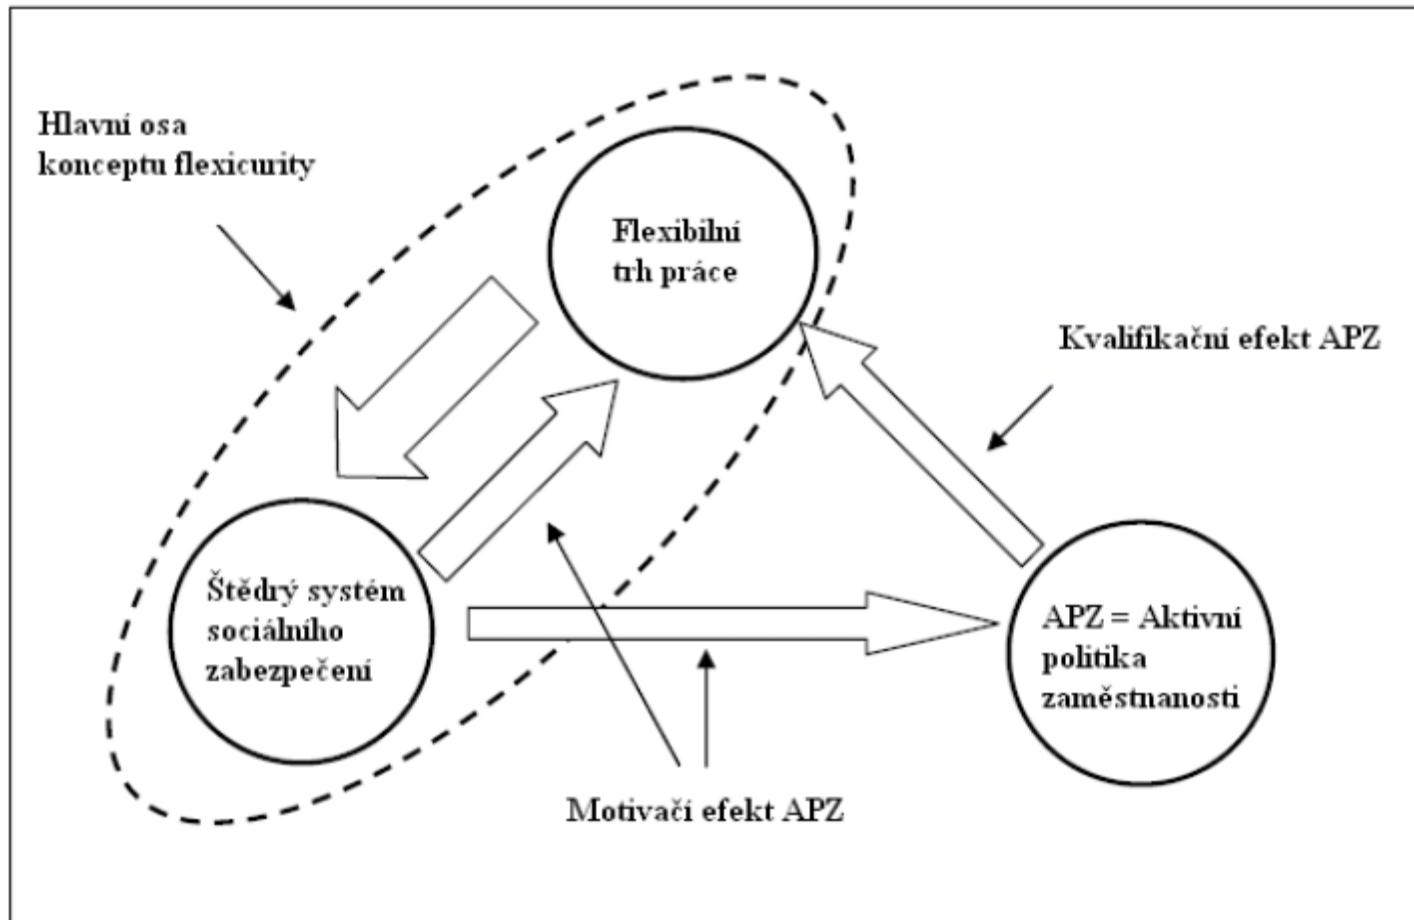 Hlavní osa
konceptu flexicurity
Flexibilní
trh práce
Kvalifikační efekt APZ
Štědrý systém
sociálního
zabezpečení
APZ = Aktivní
politika
zaměstnanosti
Motivačí efekt APZ